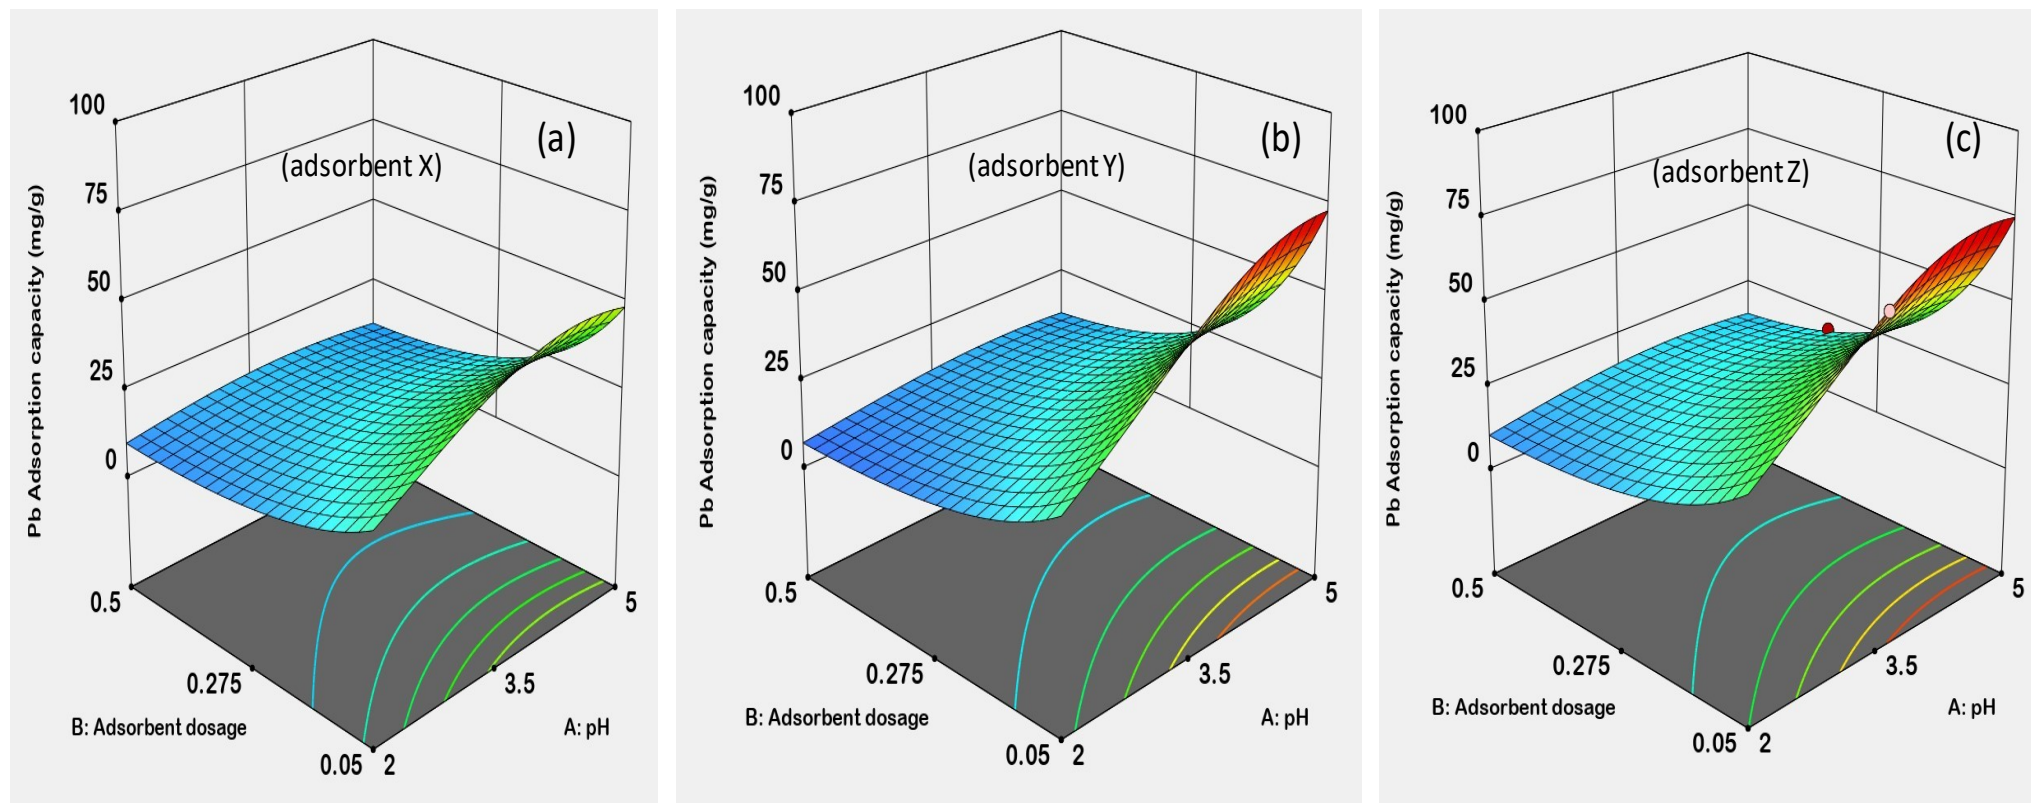 (a)
(adsorbent X)
Pb Adsorption capacity (mg/g)
100
75
50
25
0
0.5
0.275
0.05
2
3.5
5
B: Adsorbent dosage
A: pH
(b)
(adsorbent Y)
Pb Adsorption capacity (mg/g)
100
75
50
25
0
0.5
0.275
0.05
2
3.5
5
B: Adsorbent dosage
A: pH
(c)
(adsorbent Z)
Pb Adsorption capacity (mg/g)
100
75
50
25
0
0.5
0.275
0.05
2
3.5
5
B: Adsorbent dosage
A: pH